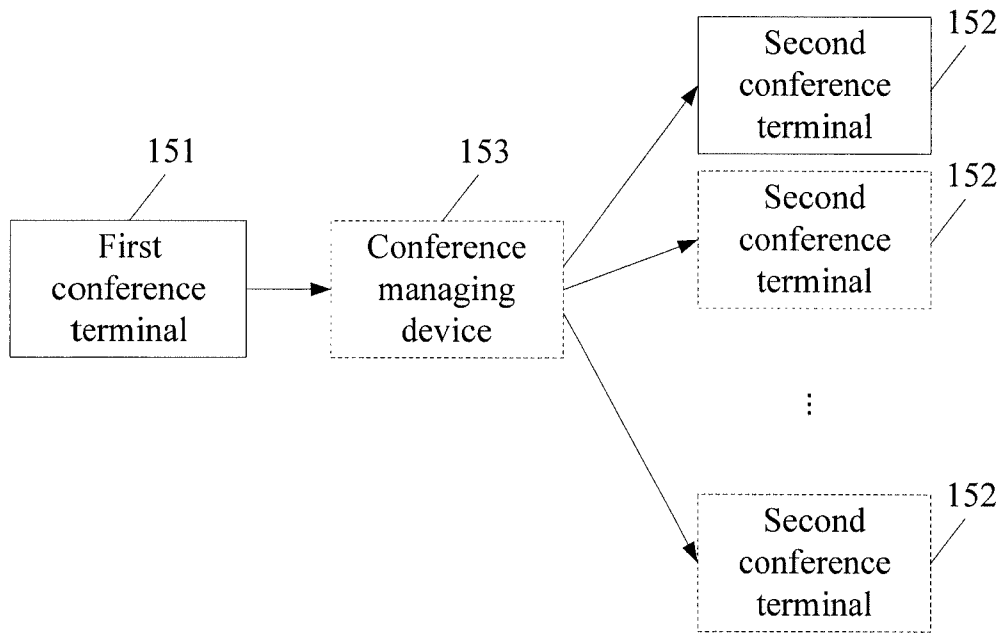 151
First
conference
terminal
153
Conference
managing
device
152
Second
conference
terminal
152
Second
conference
terminal
⋮
152
Second
conference
terminal